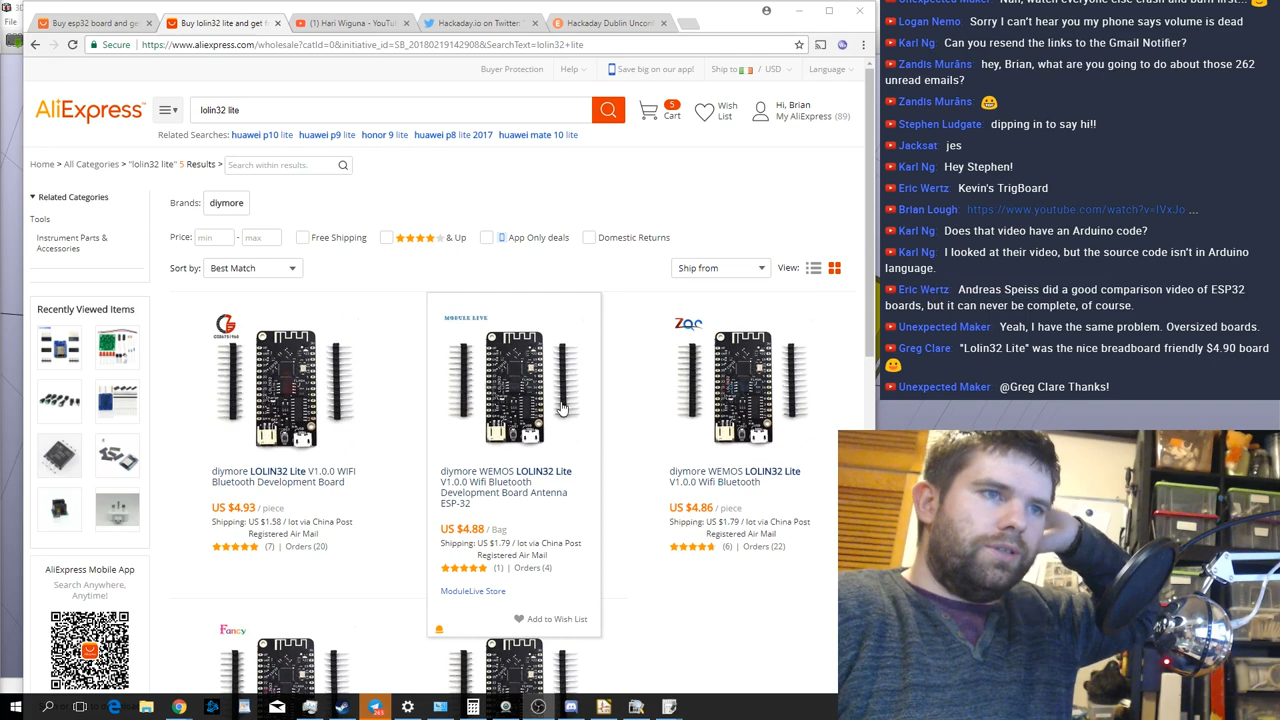 Buy esp32 board and get
Buy lolin32 lite and get f
(1) Hari Wiguna - YouTu
Hackaday.io on Twitter:
Hackaday Dublin Uncon
Secure
https://www.aliexpress.com/wholesale?catId=0&initiative_id=SB_20180219142908&SearchText=lolin32+lite
Buyer Protection
Help
Save big on our app!
Ship to
/ USD
Language
AliExpress™
lolin32 lite
5
Cart
Wish
List
Hi, Brian
My AliExpress (89)
Related Searches: huawei p10 lite huawei p9 lite honor 9 lite huawei p8 lite 2017 huawei mate 10 lite
Home > All Categories > "lolin32 lite" 5 Results > Search within results.
Related Categories
Tools
Instrument Parts &
Accessories
Brands: diymore
Price: min - max Free Shipping & Up App Only deals Domestic Returns
Sort by: Best Match
Ship from
View:
Recently Viewed Items
AliExpress Mobile App
Search Anywhere,
Anytime!
diymore LOLIN32 Lite V1.0.0 WIFI
Bluetooth Development Board
US $4.93 / piece
Shipping: US $1.58 / lot via China Post
Registered Air Mail
(7) | Orders (20)
MODULE LIVE
diymore WEMOS LOLIN32 Lite
V1.0.0 Wifi Bluetooth
Development Board Antenna
ESP-32
US $4.88 / Bag
Shipping: US $1.79 / lot via China Post
Registered Air Mail
(1) | Orders (4)
ModuleLive Store
Add to Wish List
diymore WEMOS LOLIN32 Lite
V1.0.0 Wifi Bluetooth
US $4.86 / piece
Shipping: US $1.79 / lot via China Post
Registered Air Mail
(6) | Orders (22)
Fancy
Logan Nemo: Sorry I can't hear you my phone says volume is dead
Karl Ng: Can you resend the links to the Gmail Notifier?
Zandis Murāns: hey, Brian, what are you going to do about those 262
unread emails?
Zandis Murāns:
Stephen Ludgate: dipping in to say hi!!
Jacksat: jes
Karl Ng: Hey Stephen!
Eric Wertz: Kevin's TrigBoard
Brian Lough: https://www.youtube.com/watch?v=IVxJo ...
Karl Ng: Does that video have an Arduino code?
Karl Ng: I looked at their video, but the source code isn't in Arduino
language.
Eric Wertz: Andreas Speiss did a good comparison video of ESP32
boards, but it can never be complete, of course.
Unexpected Maker: Yeah, I have the same problem. Oversized boards.
Greg Clare: "Lolin32 Lite" was the nice breadboard friendly $4.90 board
Unexpected Maker: @Greg Clare Thanks!